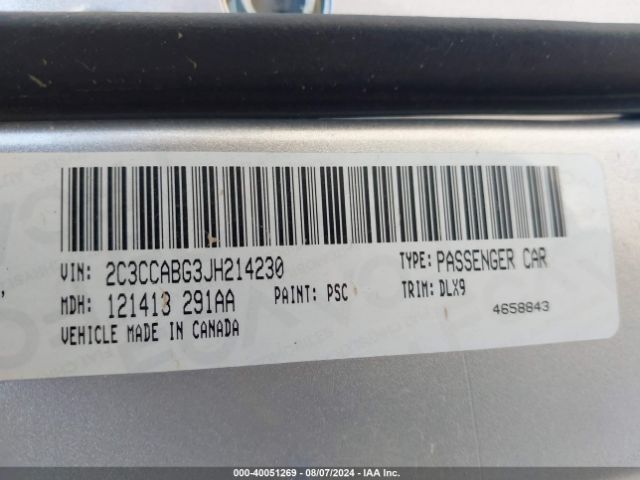 VIN: 2C3CCABG3JH214230
TYPE: PASSENGER CAR
MDH: 121413 291AA
PAINT: PSC
TRIM: DLX9
4658843
VEHICLE MADE IN CANADA
000-40051269 - 08/07/2024 - IAA Inc.